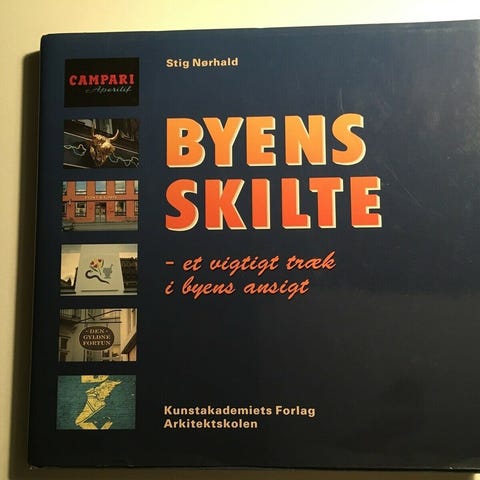 Stig Nørhald
CAMPARI
Aperitif
BYENS
SKILTE
- et vigtigt træk
i byens ansigt
DEN
GYLDNE
FORTUN
Kunstakademiets Forlag
Arkitektskolen